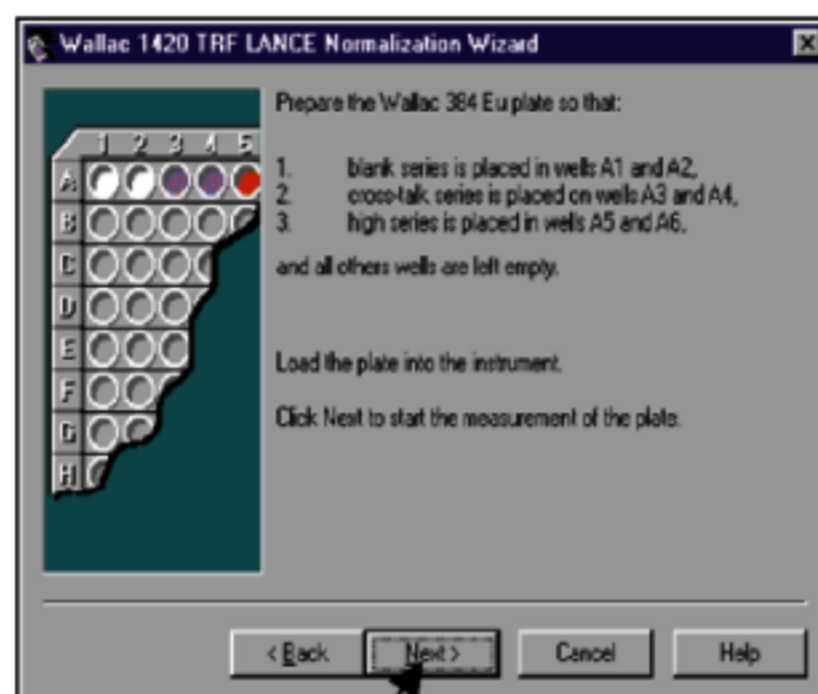 Wallac 1420 TRF LANCE Normalization Wizard
Prepare the Wallac 384 Eu plate so that:
1. blank series is placed in wells A1 and A2,
2. cross-talk series is placed on wells A3 and A4,
3. high series is placed in wells A5 and A6,
and all others wells are left empty.
Load the plate into the instrument.
Click Next to start the measurement of the plate.
1 2 3 4 5
A
B
C
D
E
F
G
H
< Back Next > Cancel Help